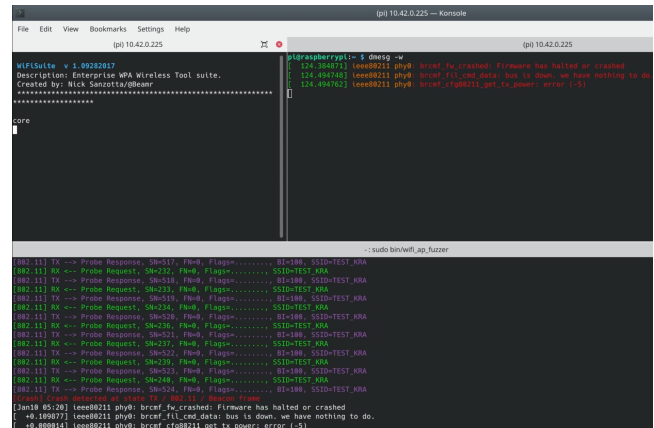 (pi) 10.42.0.225 — Konsole
File Edit View Bookmarks Settings Help
(pi) 10.42.0.225
(pi) 10.42.0.225
WiFiSuite v 1.09282017
Description: Enterprise WPA Wireless Tool suite.
Created by: Nick Sanzotta/@Beamr
***********************************************************
******************
core
pi@raspberrypi:~ $ dmesg -w
[ 124.384871] ieee80211 phy0: brcmf_fw_crashed: Firmware has halted or crashed
[ 124.494748] ieee80211 phy0: brcmf_fil_cmd_data: bus is down. we have nothing to do
[ 124.494762] ieee80211 phy0: brcmf_cfg80211_get_tx_power: error (-5)
~ : sudo bin/wifi_ap_fuzzer
[802.11] TX --> Probe Response, SN=517, FN=0, Flags=........, BI=100, SSID=TEST_KRA
[802.11] RX <-- Probe Request, SN=232, FN=0, Flags=........, SSID=TEST_KRA
[802.11] TX --> Probe Response, SN=518, FN=0, Flags=........, BI=100, SSID=TEST_KRA
[802.11] RX <-- Probe Request, SN=233, FN=0, Flags=........, SSID=TEST_KRA
[802.11] TX --> Probe Response, SN=519, FN=0, Flags=........, BI=100, SSID=TEST_KRA
[802.11] RX <-- Probe Request, SN=234, FN=0, Flags=........, SSID=TEST_KRA
[802.11] TX --> Probe Response, SN=520, FN=0, Flags=........, BI=100, SSID=TEST_KRA
[802.11] RX <-- Probe Request, SN=236, FN=0, Flags=........, SSID=TEST_KRA
[802.11] TX --> Probe Response, SN=521, FN=0, Flags=........, BI=100, SSID=TEST_KRA
[802.11] RX <-- Probe Request, SN=237, FN=0, Flags=........, SSID=TEST_KRA
[802.11] TX --> Probe Response, SN=522, FN=0, Flags=........, BI=100, SSID=TEST_KRA
[802.11] RX <-- Probe Request, SN=239, FN=0, Flags=........, SSID=TEST_KRA
[802.11] TX --> Probe Response, SN=523, FN=0, Flags=........, BI=100, SSID=TEST_KRA
[802.11] RX <-- Probe Request, SN=240, FN=0, Flags=........, SSID=TEST_KRA
[802.11] TX --> Probe Response, SN=524, FN=0, Flags=........, BI=100, SSID=TEST_KRA
[Crash] Crash detected at state TX / 802.11 / Beacon frame
[Jan10 05:20] ieee80211 phy0: brcmf_fw_crashed: Firmware has halted or crashed
[ +0.109877] ieee80211 phy0: brcmf_fil_cmd_data: bus is down. we have nothing to do.
[ +0.000014] ieee80211 phy0: brcmf_cfg80211_get_tx_power: error (-5)